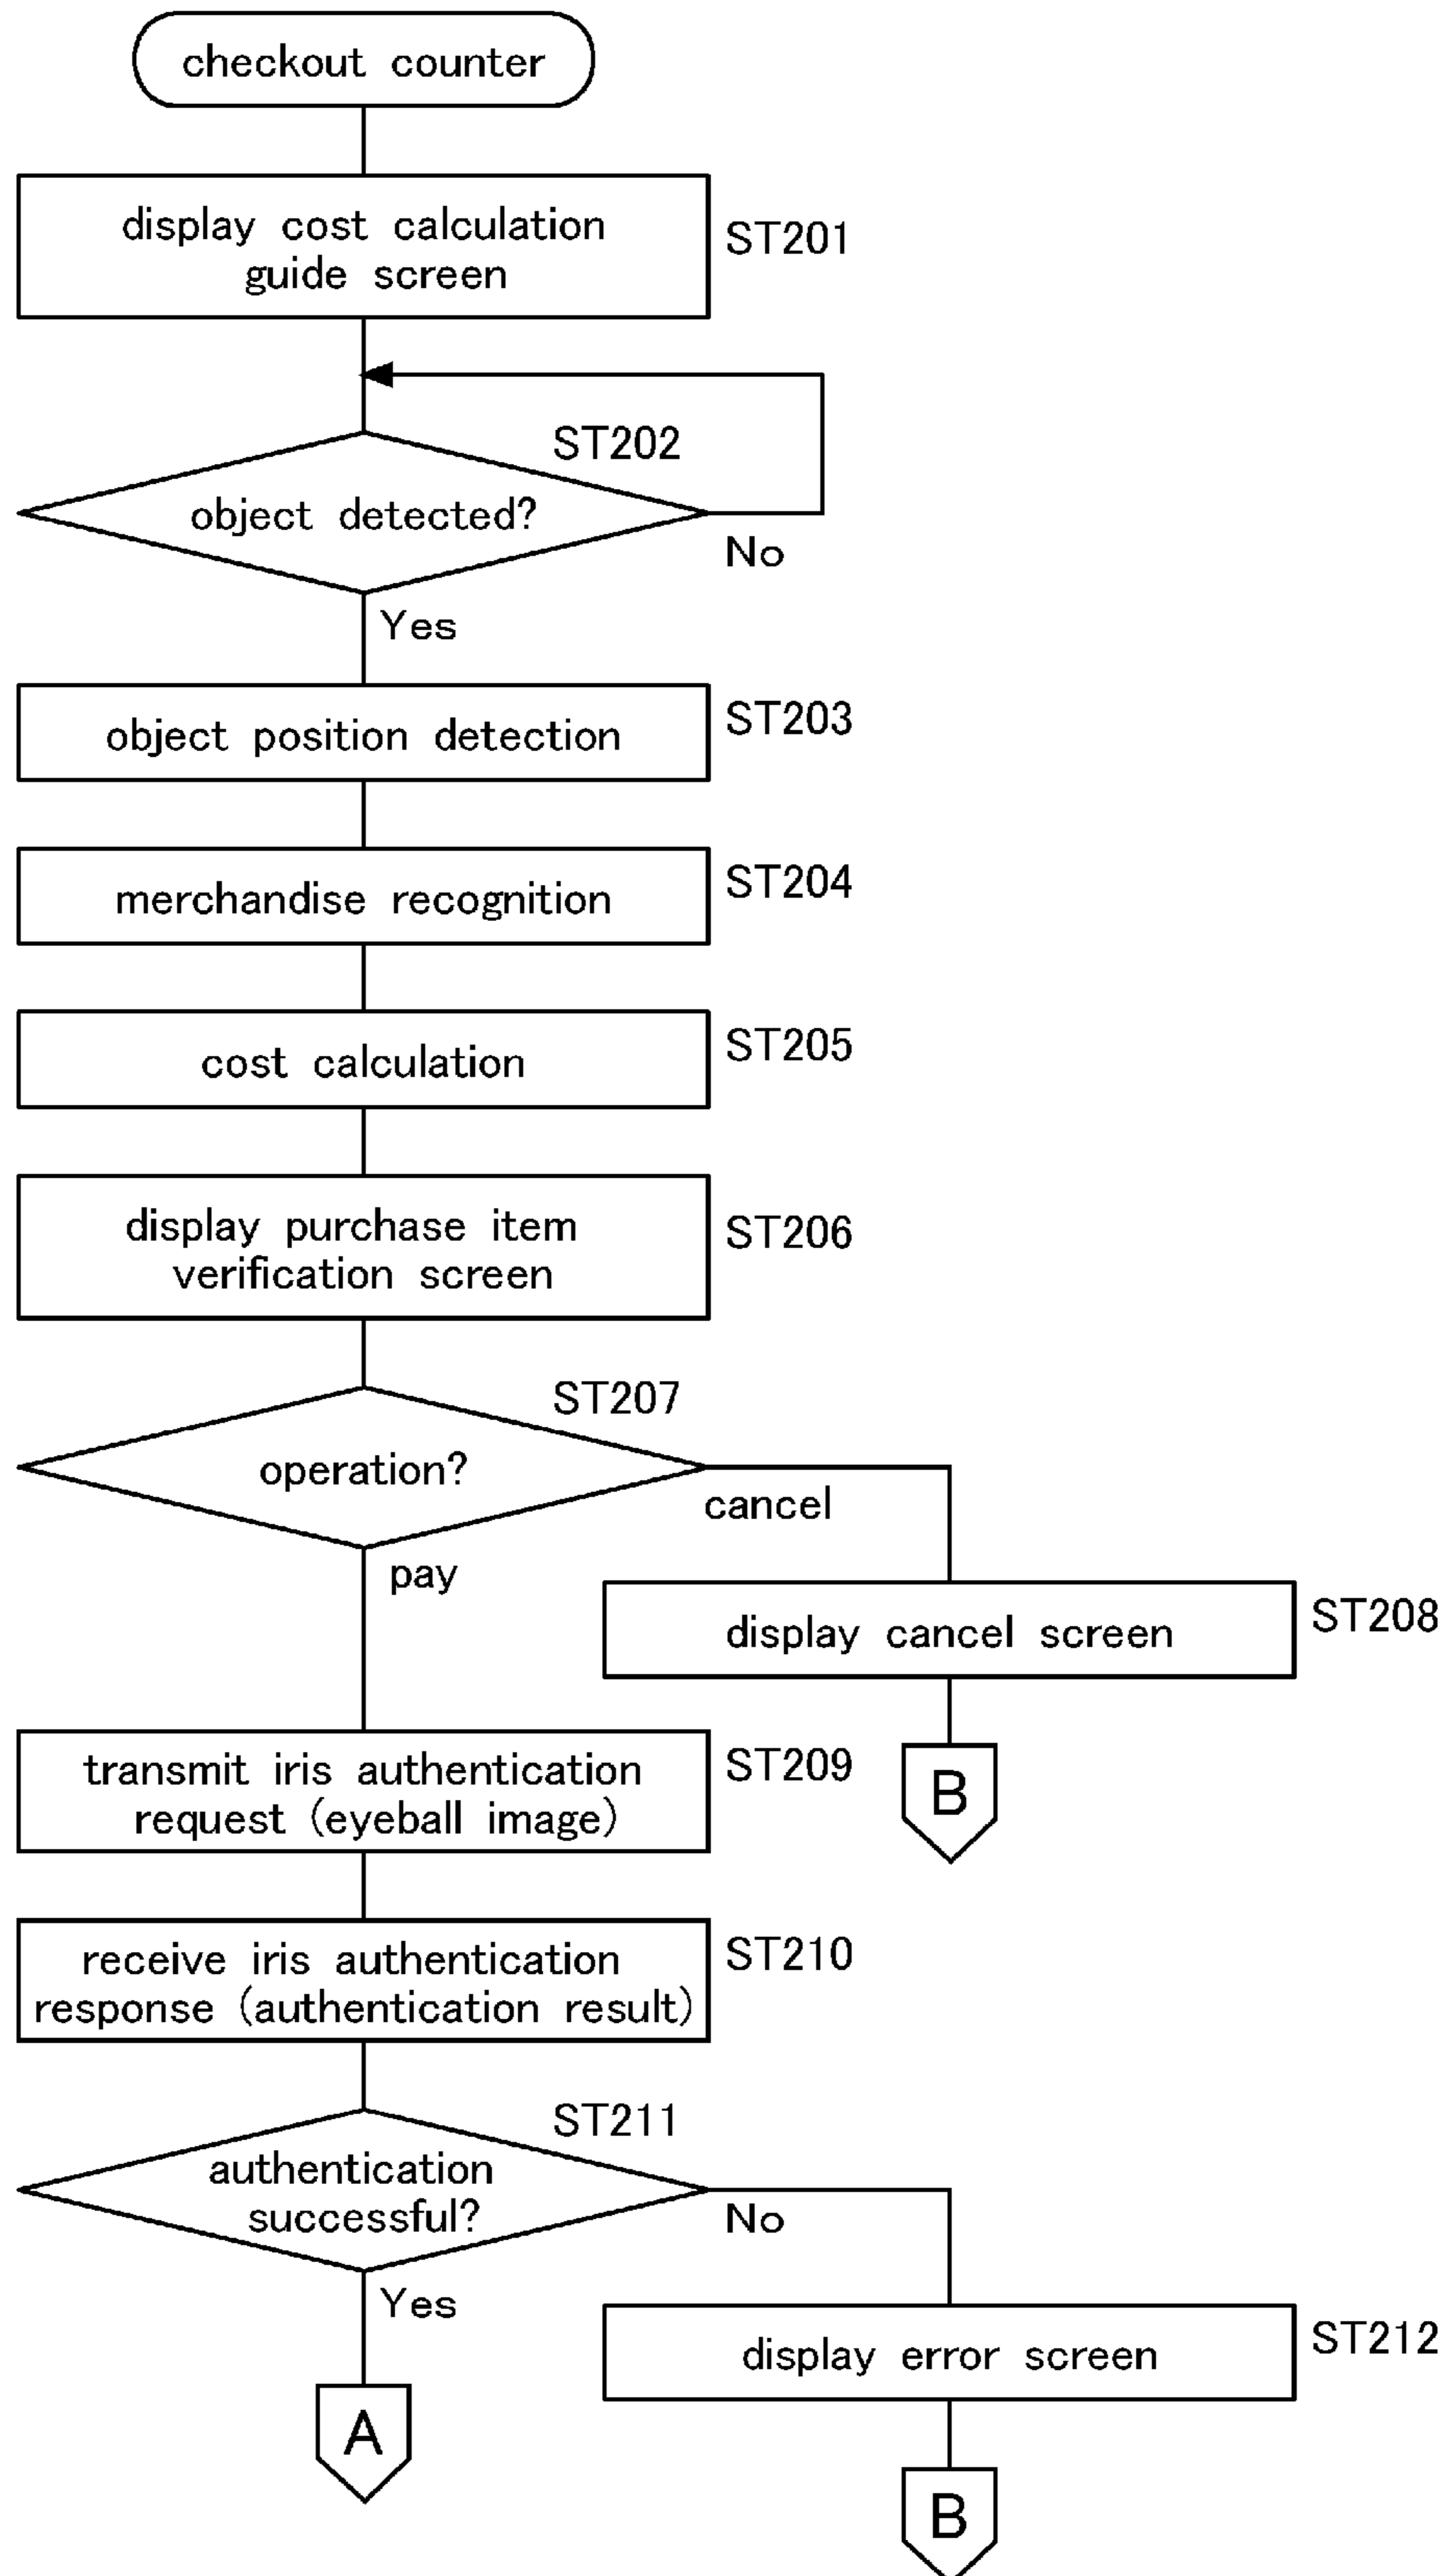 checkout counter
display cost calculation
guide screen
ST201
ST202
object detected?
No
Yes
object position detection
ST203
merchandise recognition
ST204
cost calculation
ST205
display purchase item
verification screen
ST206
ST207
operation?
cancel
pay
display cancel screen
ST208
B
transmit iris authentication
request (eyeball image)
ST209
receive iris authentication
response (authentication result)
ST210
ST211
authentication
successful?
No
Yes
display error screen
ST212
A
B